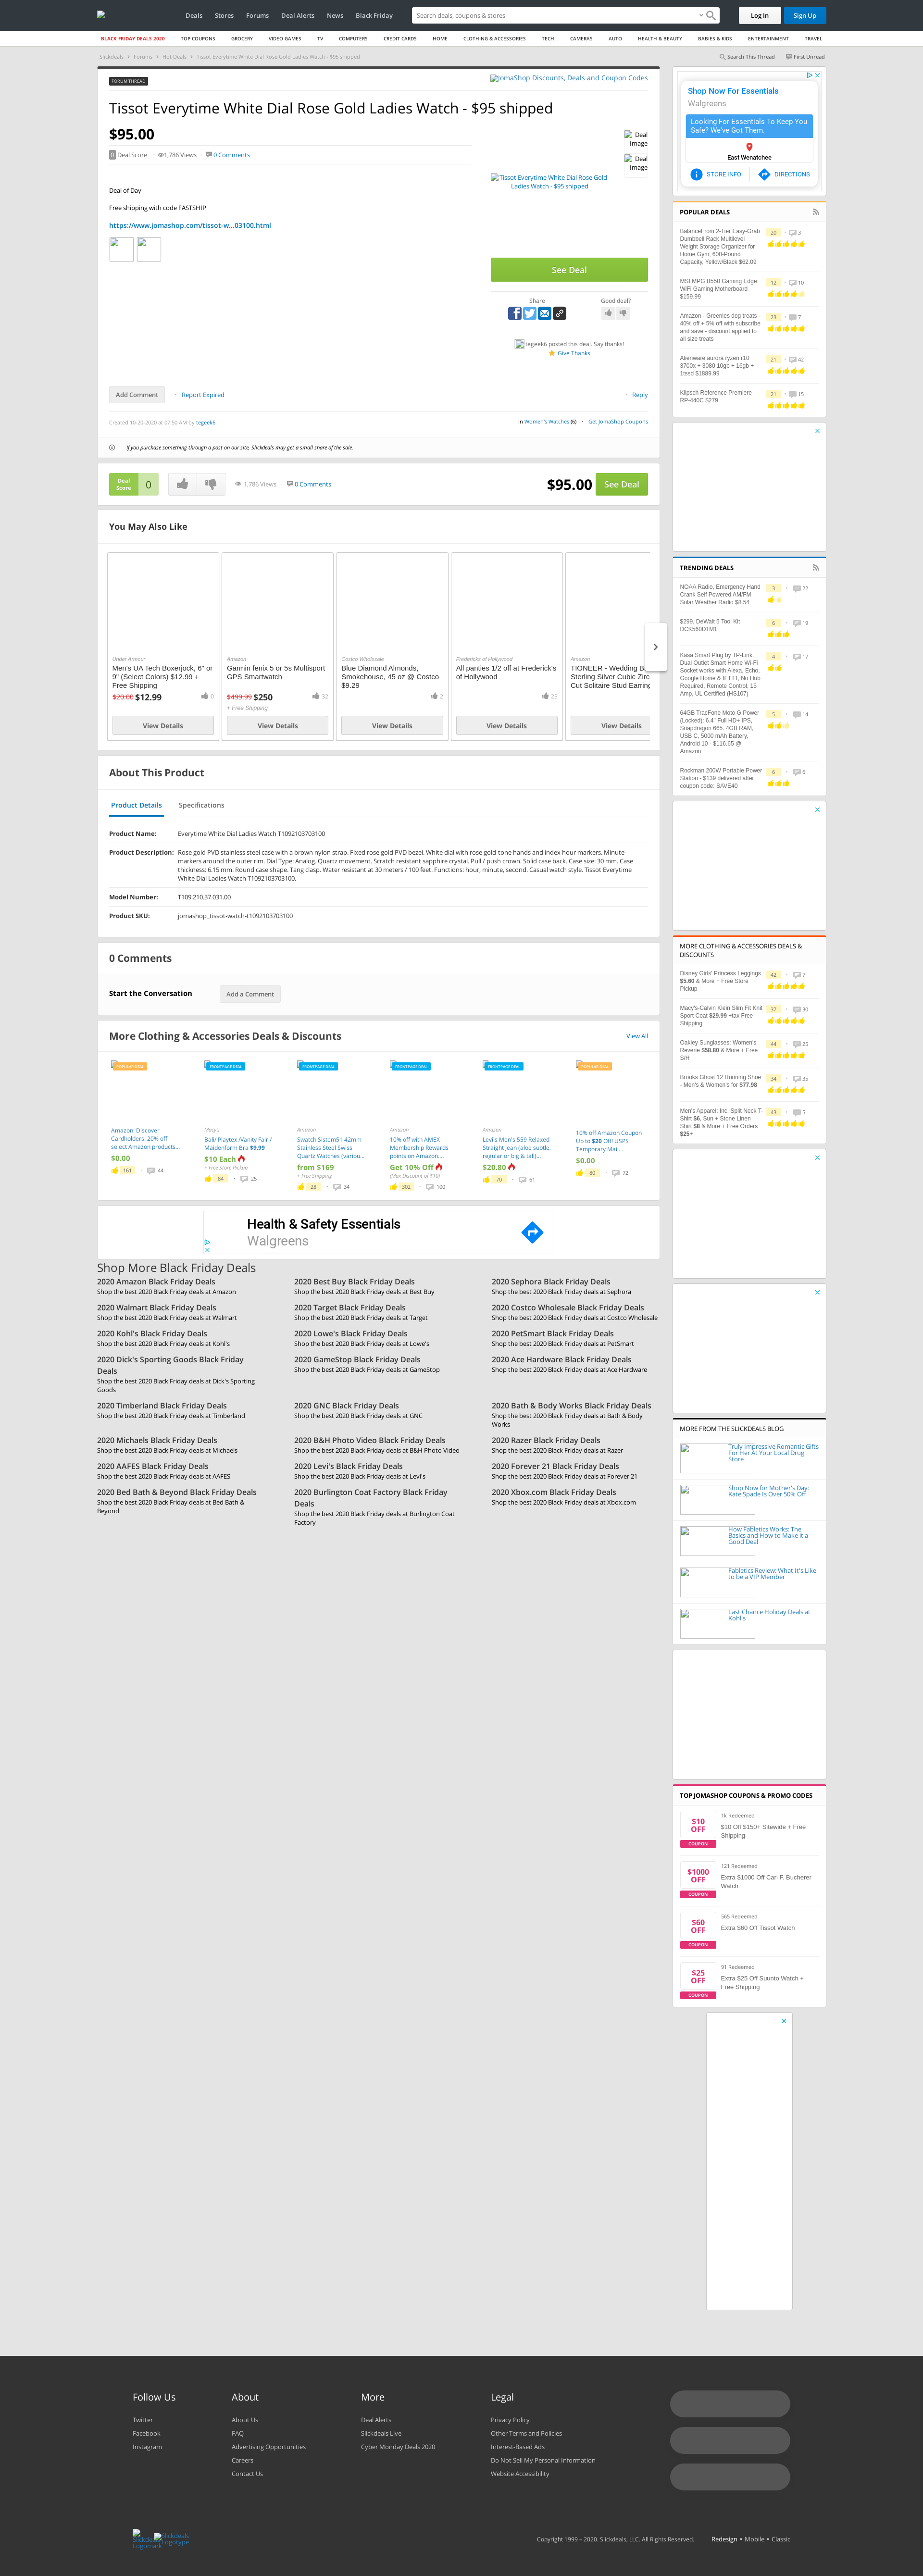 Deals Stores Forums Deal Alerts News Black Friday
Search deals, coupons & stores
Log In
Sign Up
BLACK FRIDAY DEALS 2020 TOP COUPONS GROCERY VIDEO GAMES TV COMPUTERS CREDIT CARDS HOME CLOTHING & ACCESSORIES TECH CAMERAS AUTO HEALTH & BEAUTY BABIES & KIDS ENTERTAINMENT TRAVEL
Slickdeals Forums Hot Deals Tissot Everytime White Dial Rose Gold Ladies Watch - $95 shipped
Search This Thread First Unread
FORUM THREAD
JomaShop Discounts, Deals and Coupon Codes
Tissot Everytime White Dial Rose Gold Ladies Watch - $95 shipped
$95.00
0 Deal Score 1,786 Views 0 Comments
Deal of Day
Free shipping with code FASTSHIP
https://www.jomashop.com/tissot-w...03100.html
Tissot Everytime White Dial Rose Gold
Ladies Watch - $95 shipped
Deal
Image
Deal
Image
See Deal
Share
Good deal?
tegeek6 posted this deal. Say thanks!
Give Thanks
Add Comment
Report Expired
Reply
Created 10-20-2020 at 07:50 AM by tegeek6
in Women's Watches (6) Get JomaShop Coupons
If you purchase something through a post on our site, Slickdeals may get a small share of the sale.
Deal
Score
0
1,786 Views 0 Comments
$95.00
See Deal
You May Also Like
Under Armour
Men's UA Tech Boxerjock, 6" or
9" (Select Colors) $12.99 +
Free Shipping
$20.00 $12.99 0
View Details
Amazon
Garmin fēnix 5 or 5s Multisport
GPS Smartwatch
$499.99 $250 32
+ Free Shipping
View Details
Costco Wholesale
Blue Diamond Almonds,
Smokehouse, 45 oz @ Costco
$9.29
2
View Details
Fredericks of Hollywood
All panties 1/2 off at Frederick's
of Hollywood
25
View Details
Amazon
TIONEER - Wedding Ba
Sterling Silver Cubic Zirc
Cut Solitaire Stud Earring
View Details
About This Product
Product Details
Specifications
Product Name: Everytime White Dial Ladies Watch T1092103703100
Product Description: Rose gold PVD stainless steel case with a brown nylon strap. Fixed rose gold PVD bezel. White dial with rose gold-tone hands and index hour markers. Minute
markers around the outer rim. Dial Type: Analog. Quartz movement. Scratch resistant sapphire crystal. Pull / push crown. Solid case back. Case size: 30 mm. Case
thickness: 6.15 mm. Round case shape. Tang clasp. Water resistant at 30 meters / 100 feet. Functions: hour, minute, second. Casual watch style. Tissot Everytime
White Dial Ladies Watch T1092103703100.
Model Number: T109.210.37.031.00
Product SKU: jomashop_tissot-watch-t1092103703100
0 Comments
Start the Conversation
Add a Comment
More Clothing & Accessories Deals & Discounts
View All
POPULAR DEAL
Amazon: Discover
Cardholders: 20% off
select Amazon products...
$0.00
161 44
FRONTPAGE DEAL
Macy's
Bali/ Playtex /Vanity Fair /
Maidenform Bra $9.99
$10 Each
+ Free Store Pickup
84 25
FRONTPAGE DEAL
Amazon
Swatch Sistem51 42mm
Stainless Steel Swiss
Quartz Watches (variou...
from $169
+ Free Shipping
28 34
FRONTPAGE DEAL
Amazon
10% off with AMEX
Membership Rewards
points on Amazon....
Get 10% Off
(Max Discount of $10)
302 100
FRONTPAGE DEAL
Amazon
Levi's Men's 559 Relaxed
Straight Jean (aloe subtle,
regular or big & tall)...
$20.80
70 61
POPULAR DEAL
10% off Amazon Coupon
Up to $20 Off! USPS
Temporary Mail...
$0.00
80 72
Health & Safety Essentials
Walgreens
Shop More Black Friday Deals
2020 Amazon Black Friday Deals
Shop the best 2020 Black Friday deals at Amazon
2020 Best Buy Black Friday Deals
Shop the best 2020 Black Friday deals at Best Buy
2020 Sephora Black Friday Deals
Shop the best 2020 Black Friday deals at Sephora
2020 Walmart Black Friday Deals
Shop the best 2020 Black Friday deals at Walmart
2020 Target Black Friday Deals
Shop the best 2020 Black Friday deals at Target
2020 Costco Wholesale Black Friday Deals
Shop the best 2020 Black Friday deals at Costco Wholesale
2020 Kohl's Black Friday Deals
Shop the best 2020 Black Friday deals at Kohl's
2020 Lowe's Black Friday Deals
Shop the best 2020 Black Friday deals at Lowe's
2020 PetSmart Black Friday Deals
Shop the best 2020 Black Friday deals at PetSmart
2020 Dick's Sporting Goods Black Friday
Deals
Shop the best 2020 Black Friday deals at Dick's Sporting
Goods
2020 GameStop Black Friday Deals
Shop the best 2020 Black Friday deals at GameStop
2020 Ace Hardware Black Friday Deals
Shop the best 2020 Black Friday deals at Ace Hardware
2020 Timberland Black Friday Deals
Shop the best 2020 Black Friday deals at Timberland
2020 GNC Black Friday Deals
Shop the best 2020 Black Friday deals at GNC
2020 Bath & Body Works Black Friday Deals
Shop the best 2020 Black Friday deals at Bath & Body
Works
2020 Michaels Black Friday Deals
Shop the best 2020 Black Friday deals at Michaels
2020 B&H Photo Video Black Friday Deals
Shop the best 2020 Black Friday deals at B&H Photo Video
2020 Razer Black Friday Deals
Shop the best 2020 Black Friday deals at Razer
2020 AAFES Black Friday Deals
Shop the best 2020 Black Friday deals at AAFES
2020 Levi's Black Friday Deals
Shop the best 2020 Black Friday deals at Levi's
2020 Forever 21 Black Friday Deals
Shop the best 2020 Black Friday deals at Forever 21
2020 Bed Bath & Beyond Black Friday Deals
Shop the best 2020 Black Friday deals at Bed Bath &
Beyond
2020 Burlington Coat Factory Black Friday
Deals
Shop the best 2020 Black Friday deals at Burlington Coat
Factory
2020 Xbox.com Black Friday Deals
Shop the best 2020 Black Friday deals at Xbox.com
Shop Now for Essentials
Walgreens
Looking For Essentials To Keep You
Safe? We've Got Them.
East Wenatchee
STORE INFO
DIRECTIONS
POPULAR DEALS
BalanceFrom 2-Tier Easy-Grab
Dumbbell Rack Multilevel
Weight Storage Organizer for
Home Gym, 600-Pound
Capacity, Yellow/Black $62.09
20 3
MSI MPG B550 Gaming Edge
WiFi Gaming Motherboard
$159.99
12 10
Amazon - Greenies dog treats -
40% off + 5% off with subscribe
and save - discount applied to
all size treats
23 7
Alienware aurora ryzen r10
3700x + 3080 10gb + 16gb +
1tssd $1889.99
21 42
Klipsch Reference Premiere
RP-440C $279
21 15
TRENDING DEALS
NOAA Radio, Emergency Hand
Crank Self Powered AM/FM
Solar Weather Radio $8.54
3 22
$299, DeWalt 5 Tool Kit
DCK560D1M1
6 19
Kasa Smart Plug by TP-Link,
Dual Outlet Smart Home Wi-Fi
Socket works with Alexa, Echo,
Google Home & IFTTT, No Hub
Required, Remote Control, 15
Amp, UL Certified (HS107)
4 17
64GB TracFone Moto G Power
(Locked): 6.4" Full HD+ IPS,
Snapdragon 665. 4GB RAM,
USB C, 5000 mAh Battery,
Android 10 - $116.65 @
Amazon
5 14
Rockman 200W Portable Power
Station - $139 delivered after
coupon code: SAVE40
6 6
MORE CLOTHING & ACCESSORIES DEALS &
DISCOUNTS
Disney Girls' Princess Leggings
$5.60 & More + Free Store
Pickup
42 7
Macy's-Calvin Klein Slim Fit Knit
Sport Coat $29.99 +tax Free
Shipping
37 30
Oakley Sunglasses: Women's
Reverie $58.80 & More + Free
S/H
44 25
Brooks Ghost 12 Running Shoe
- Men's & Women's for $77.98
34 35
Men's Apparel: Inc. Split Neck T-
Shirt $6, Sun + Stone Linen
Shirt $8 & More + Free Orders
$25+
43 5
MORE FROM THE SLICKDEALS BLOG
Truly Impressive Romantic Gifts
For Her At Your Local Drug
Store
Shop Now for Mother's Day:
Kate Spade Is Over 50% Off
How Fabletics Works: The
Basics and How to Make it a
Good Deal
Fabletics Review: What It's Like
to be a VIP Member
Last Chance Holiday Deals at
Kohl's
TOP JOMASHOP COUPONS & PROMO CODES
$10
OFF
COUPON
1k Redeemed
$10 Off $150+ Sitewide + Free
Shipping
$1000
OFF
COUPON
121 Redeemed
Extra $1000 Off Carl F. Bucherer
Watch
$60
OFF
COUPON
565 Redeemed
Extra $60 Off Tissot Watch
$25
OFF
COUPON
91 Redeemed
Extra $25 Off Suunto Watch +
Free Shipping
Follow Us
Twitter
Facebook
Instagram
About
About Us
FAQ
Advertising Opportunities
Careers
Contact Us
More
Deal Alerts
Slickdeals Live
Cyber Monday Deals 2020
Legal
Privacy Policy
Other Terms and Policies
Interest-Based Ads
Do Not Sell My Personal Information
Website Accessibility
Slickdeals
Logotype
Copyright 1999 - 2020. Slickdeals, LLC. All Rights Reserved.
Redesign • Mobile • Classic